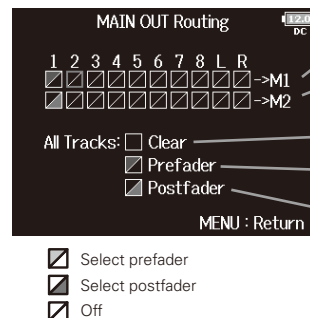 MAIN OUT Routing
12.0
DC
1 2 3 4 5 6 7 8 L R
->M1
->M2
All Tracks: Clear
Prefader
Postfader
MENU : Return
Select prefader
Select postfader
Off